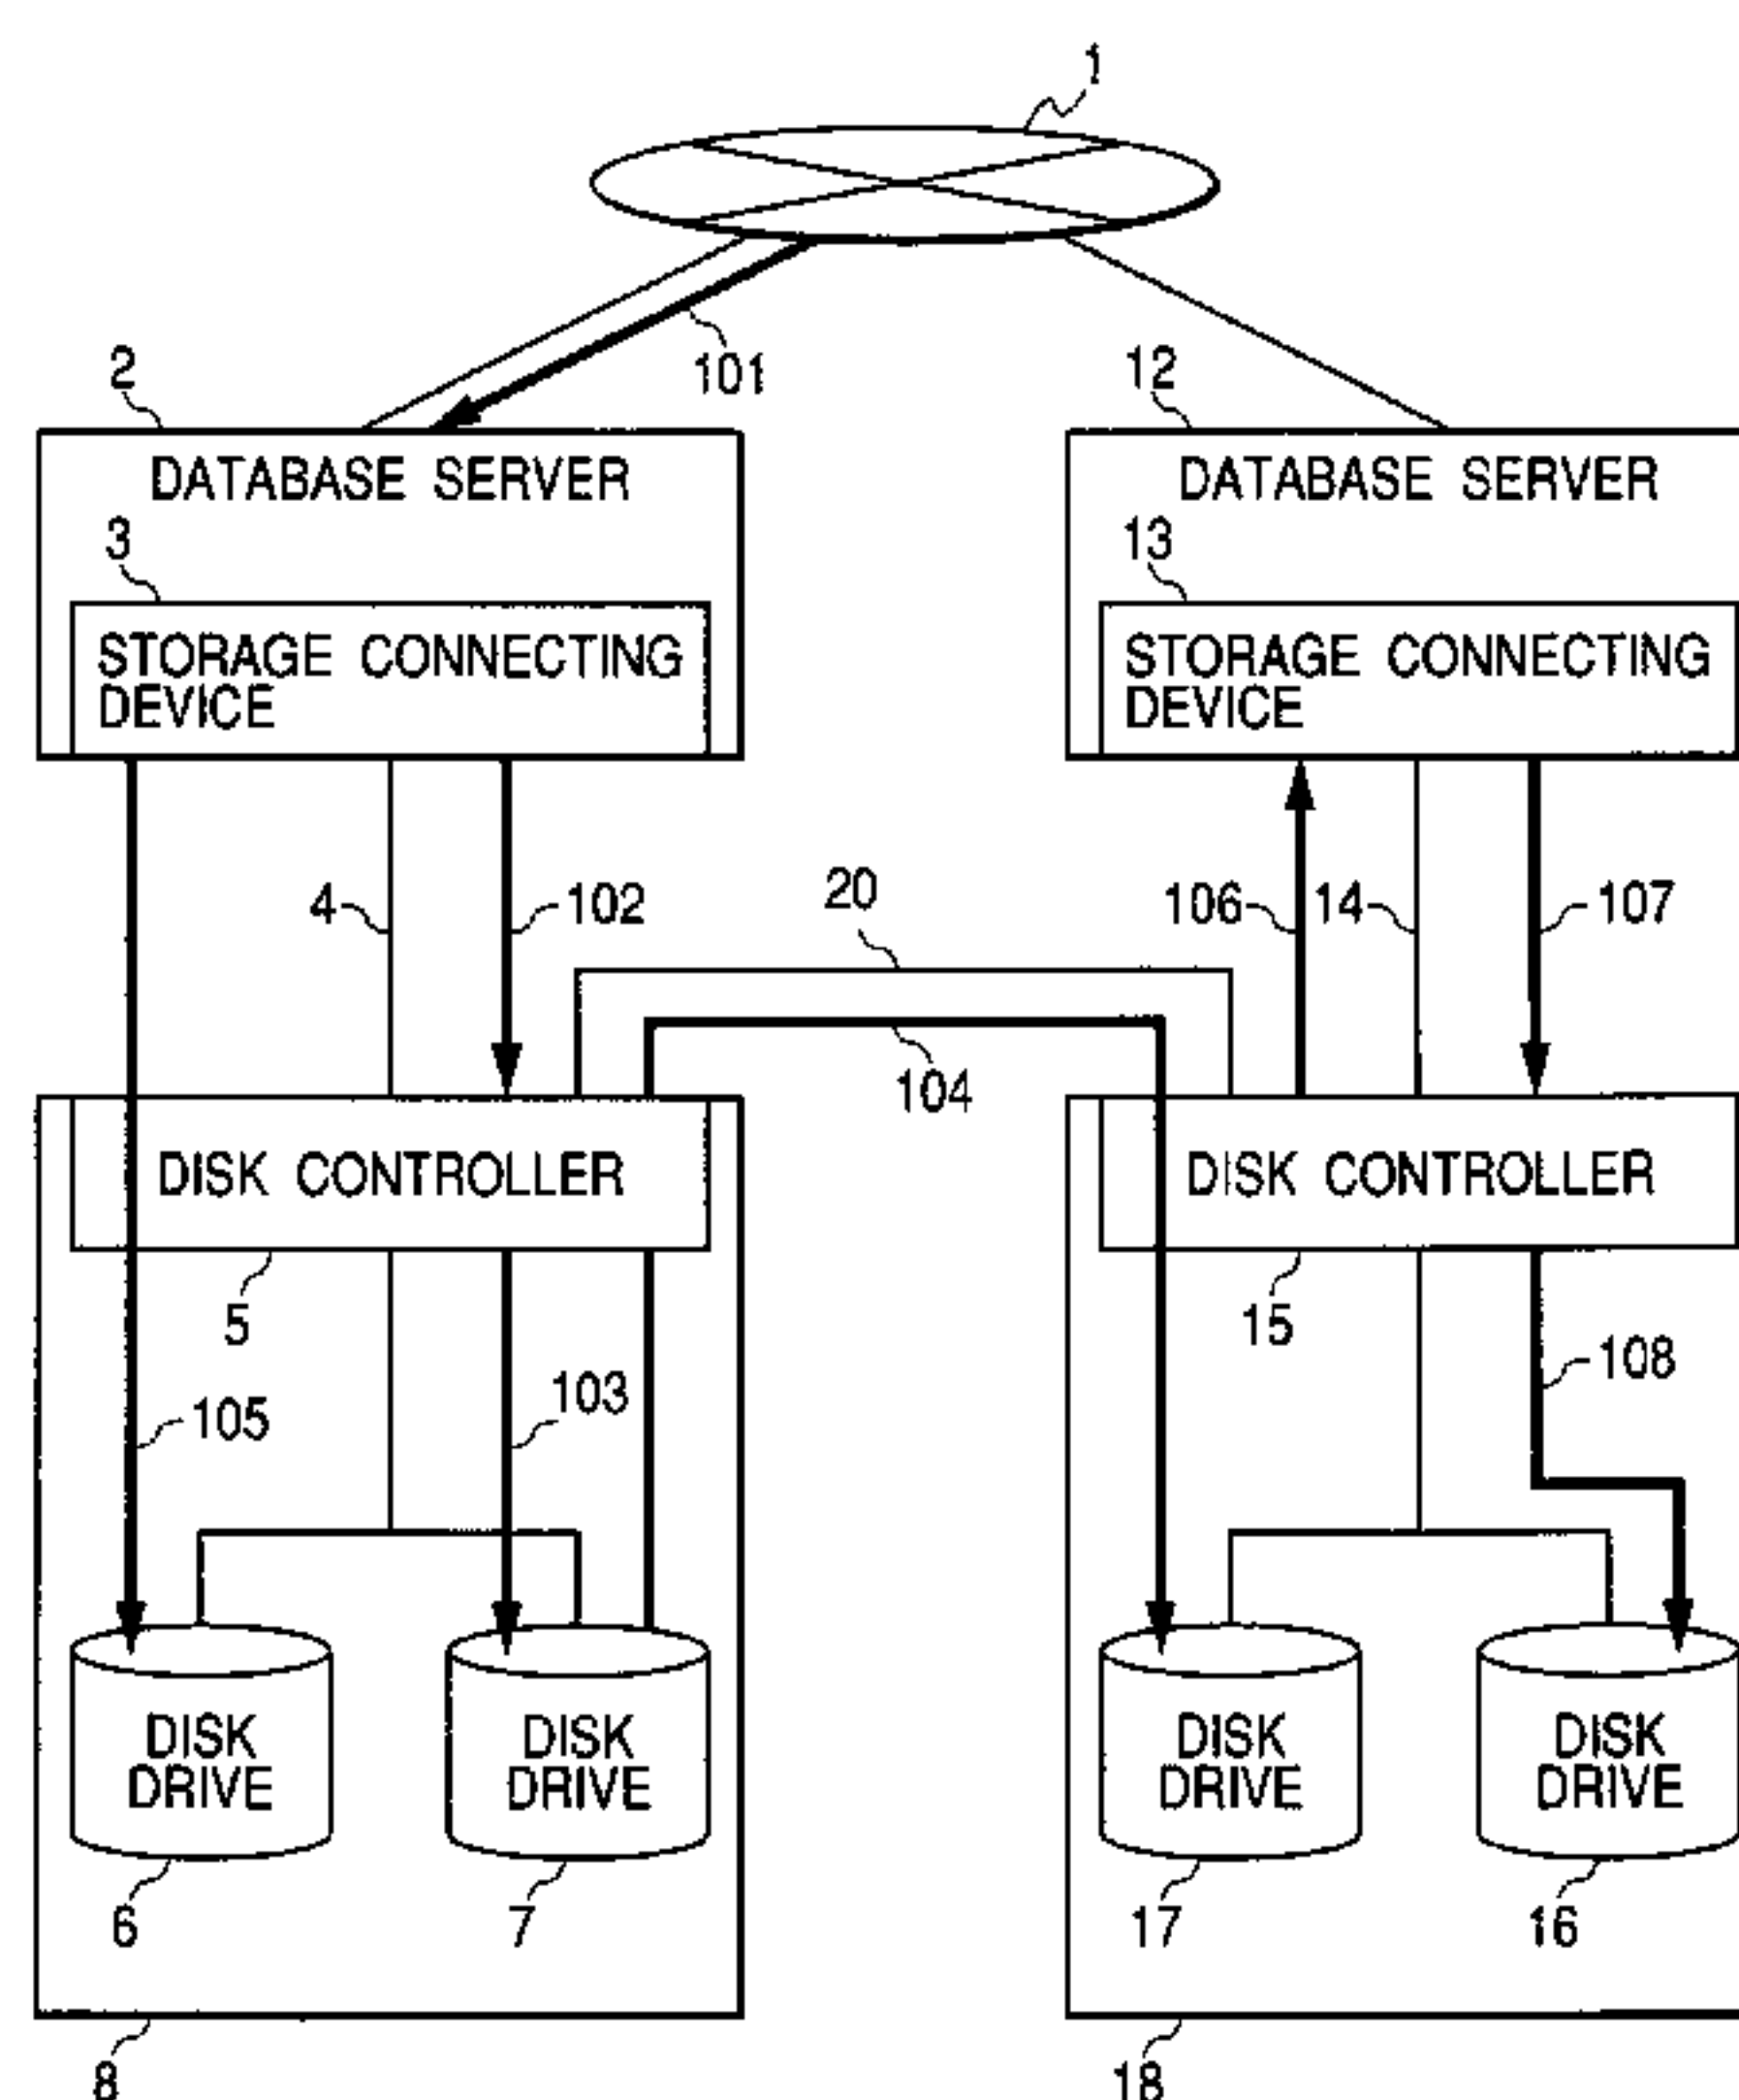 1
101
2
12
DATABASE SERVER
DATABASE SERVER
3
13
STORAGE CONNECTING
DEVICE
STORAGE CONNECTING
DEVICE
4
102
20
106
14
107
104
DISK CONTROLLER
DISK CONTROLLER
5
15
108
103
105
DISK
DRIVE
DISK
DRIVE
DISK
DRIVE
DISK
DRIVE
6
7
17
16
8
18